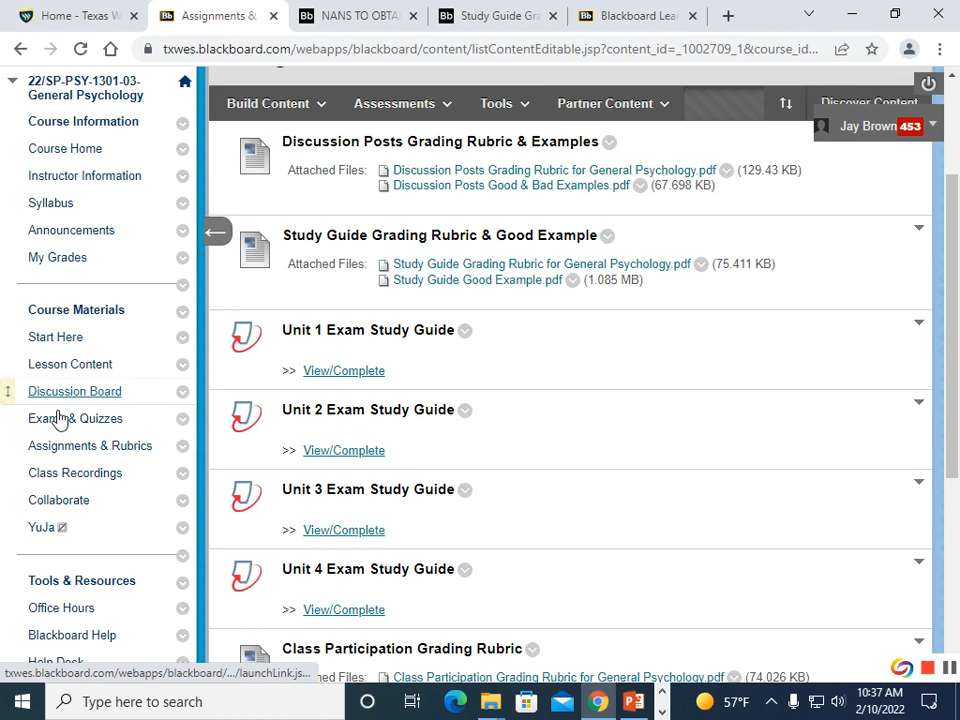 Home - Texas W
Assignments &
NANS TO OBTA
Study Guide Gra
Blackboard Lear
txwes.blackboard.com/webapps/blackboard/content/listContentEditable.jsp?content_id=_1002709_1&course_id...
22/SP-PSY-1301-03-
General Psychology
Course Information
Course Home
Instructor Information
Syllabus
Announcements
My Grades
Course Materials
Start Here
Lesson Content
Discussion Board
Exams & Quizzes
Assignments & Rubrics
Class Recordings
Collaborate
YuJa
Tools & Resources
Office Hours
Blackboard Help
Help Desk
txwes.blackboard.com/webapps/blackboard/.../launchLink.js...
Build Content
Assessments
Tools
Partner Content
Discover Content
Jay Brown 453
Discussion Posts Grading Rubric & Examples
Attached Files: Discussion Posts Grading Rubric for General Psychology.pdf (129.43 KB)
Discussion Posts Good & Bad Examples.pdf (67.698 KB)
Study Guide Grading Rubric & Good Example
Attached Files: Study Guide Grading Rubric for General Psychology.pdf (75.411 KB)
Study Guide Good Example.pdf (1.085 MB)
Unit 1 Exam Study Guide
>> View/Complete
Unit 2 Exam Study Guide
>> View/Complete
Unit 3 Exam Study Guide
>> View/Complete
Unit 4 Exam Study Guide
>> View/Complete
Class Participation Grading Rubric
hed Files: Class Participation Grading Rubric for General Psychology.pdf (74.026 KB)
Type here to search
57°F
10:37 AM
2/10/2022